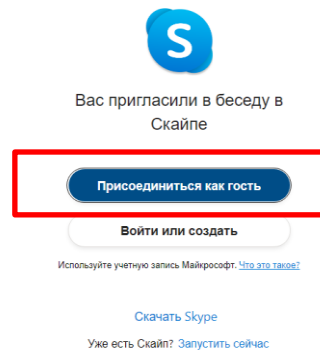 S
Вас пригласили в беседу в
Скайпе
Присоединиться как гость
Войти или создать
Используйте учетную запись Майкрософт. Что это такое?
Скачать Skype
Уже есть Скайп? Запустить сейчас